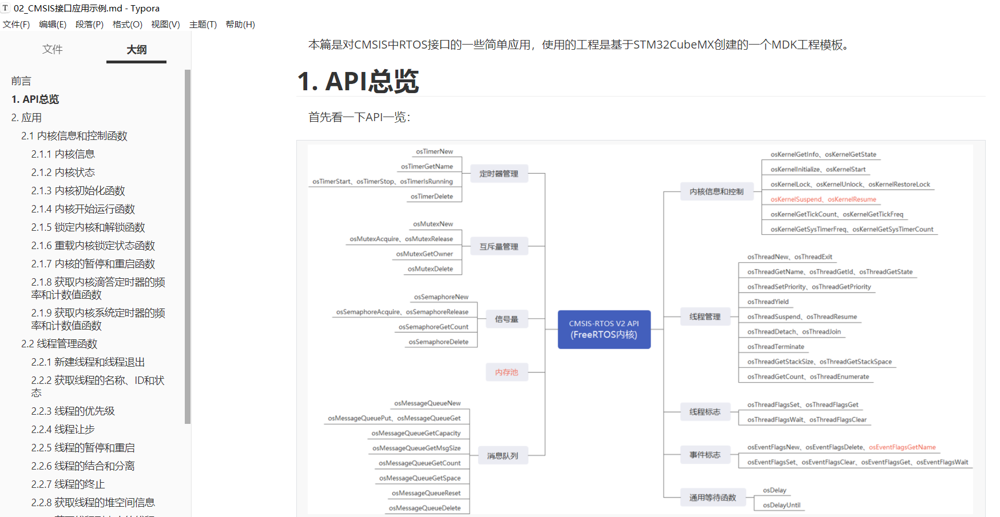 02_CMSIS接口应用示例.md - Typora
文件(F) 编辑(E) 段落(P) 格式(O) 视图(V) 主题(T) 帮助(H)
文件 大纲
前言
1. API总览
2. 应用
2.1 内核信息和控制函数
2.1.1 内核信息
2.1.2 内核状态
2.1.3 内核初始化函数
2.1.4 内核开始运行函数
2.1.5 锁定内核和解锁函数
2.1.6 重载内核锁定状态函数
2.1.7 内核的暂停和重启函数
2.1.8 获取内核滴答定时器的频
率和计数值函数
2.1.9 获取内核系统定时器的频
率和计数值函数
2.2 线程管理函数
2.2.1 新建线程和线程退出
2.2.2 获取线程的名称、ID和状
态
2.2.3 线程的优先级
2.2.4 线程让步
2.2.5 线程的暂停和重启
2.2.6 线程的结合和分离
2.2.7 线程的终止
2.2.8 获取线程的堆空间信息
本篇是对CMSIS中RTOS接口的一些简单应用，使用的工程是基于STM32CubeMX创建的一个MDK工程模板。
1. API总览
首先看一下API一览：
osTimerNew
osTimerGetName
osTimerStart、osTimerStop、osTimerIsRunning
osTimerDelete
定时器管理
osMutexNew
osMutexAcquire、osMutexRelease
osMutexGetOwner
osMutexDelete
互斥量管理
osSemaphoreNew
osSemaphoreAcquire、osSemaphoreRelease
osSemaphoreGetCount
osSemaphoreDelete
信号量
内存池
osMessageQueueNew
osMessageQueuePut、osMessageQueueGet
osMessageQueueGetCapacity
osMessageQueueGetMsgSize
osMessageQueueGetCount
osMessageQueueGetSpace
osMessageQueueReset
osMessageQueueDelete
消息队列
CMSIS-RTOS V2 API
(FreeRTOS内核)
内核信息和控制
osKernelGetInfo、osKernelGetState
osKernelInitialize、osKernelStart
osKernelLock、osKernelUnlock、osKernelRestoreLock
osKernelSuspend、osKernelResume
osKernelGetTickCount、osKernelGetTickFreq
osKernelGetSysTimerFreq、osKernelGetSysTimerCount
线程管理
osThreadNew、osThreadExit
osThreadGetName、osThreadGetId、osThreadGetState
osThreadSetPriority、osThreadGetPriority
osThreadYield
osThreadSuspend、osThreadResume
osThreadDetach、osThreadJoin
osThreadTerminate
osThreadGetStackSize、osThreadGetStackSpace
osThreadGetCount、osThreadEnumerate
线程标志
osThreadFlagsSet、osThreadFlagsGet
osThreadFlagsWait、osThreadFlagsClear
事件标志
osEventFlagsNew、osEventFlagsDelete、osEventFlagsGetName
osEventFlagsSet、osEventFlagsClear、osEventFlagsGet、osEventFlagsWait
通用等待函数
osDelay
osDelayUntil